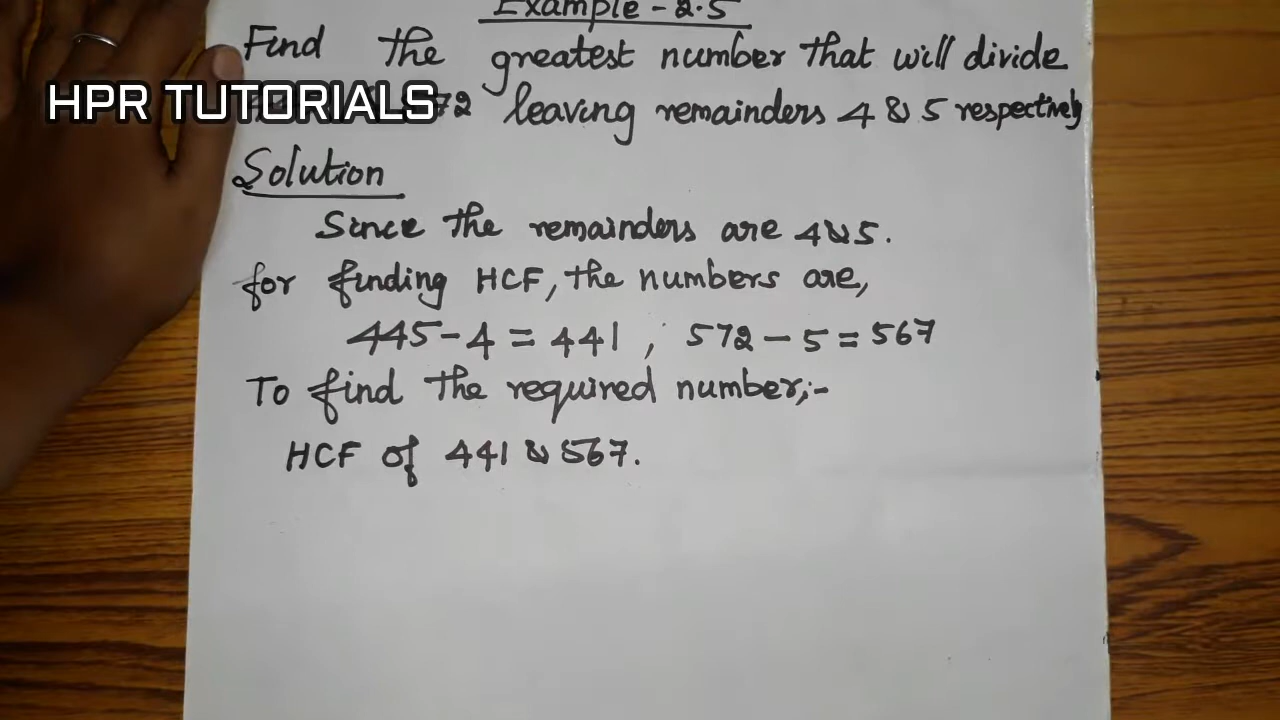 Example - 2.5
Find the greatest number that will divide
HPR TUTORIALS
72 leaving remainders 4 & 5 respectively
Solution
Since the remainders are 4 & 5.
for finding HCF, the numbers are,
445 - 4 = 441 ; 572 - 5 = 567
To find the required number;-
HCF of 441 & 567.